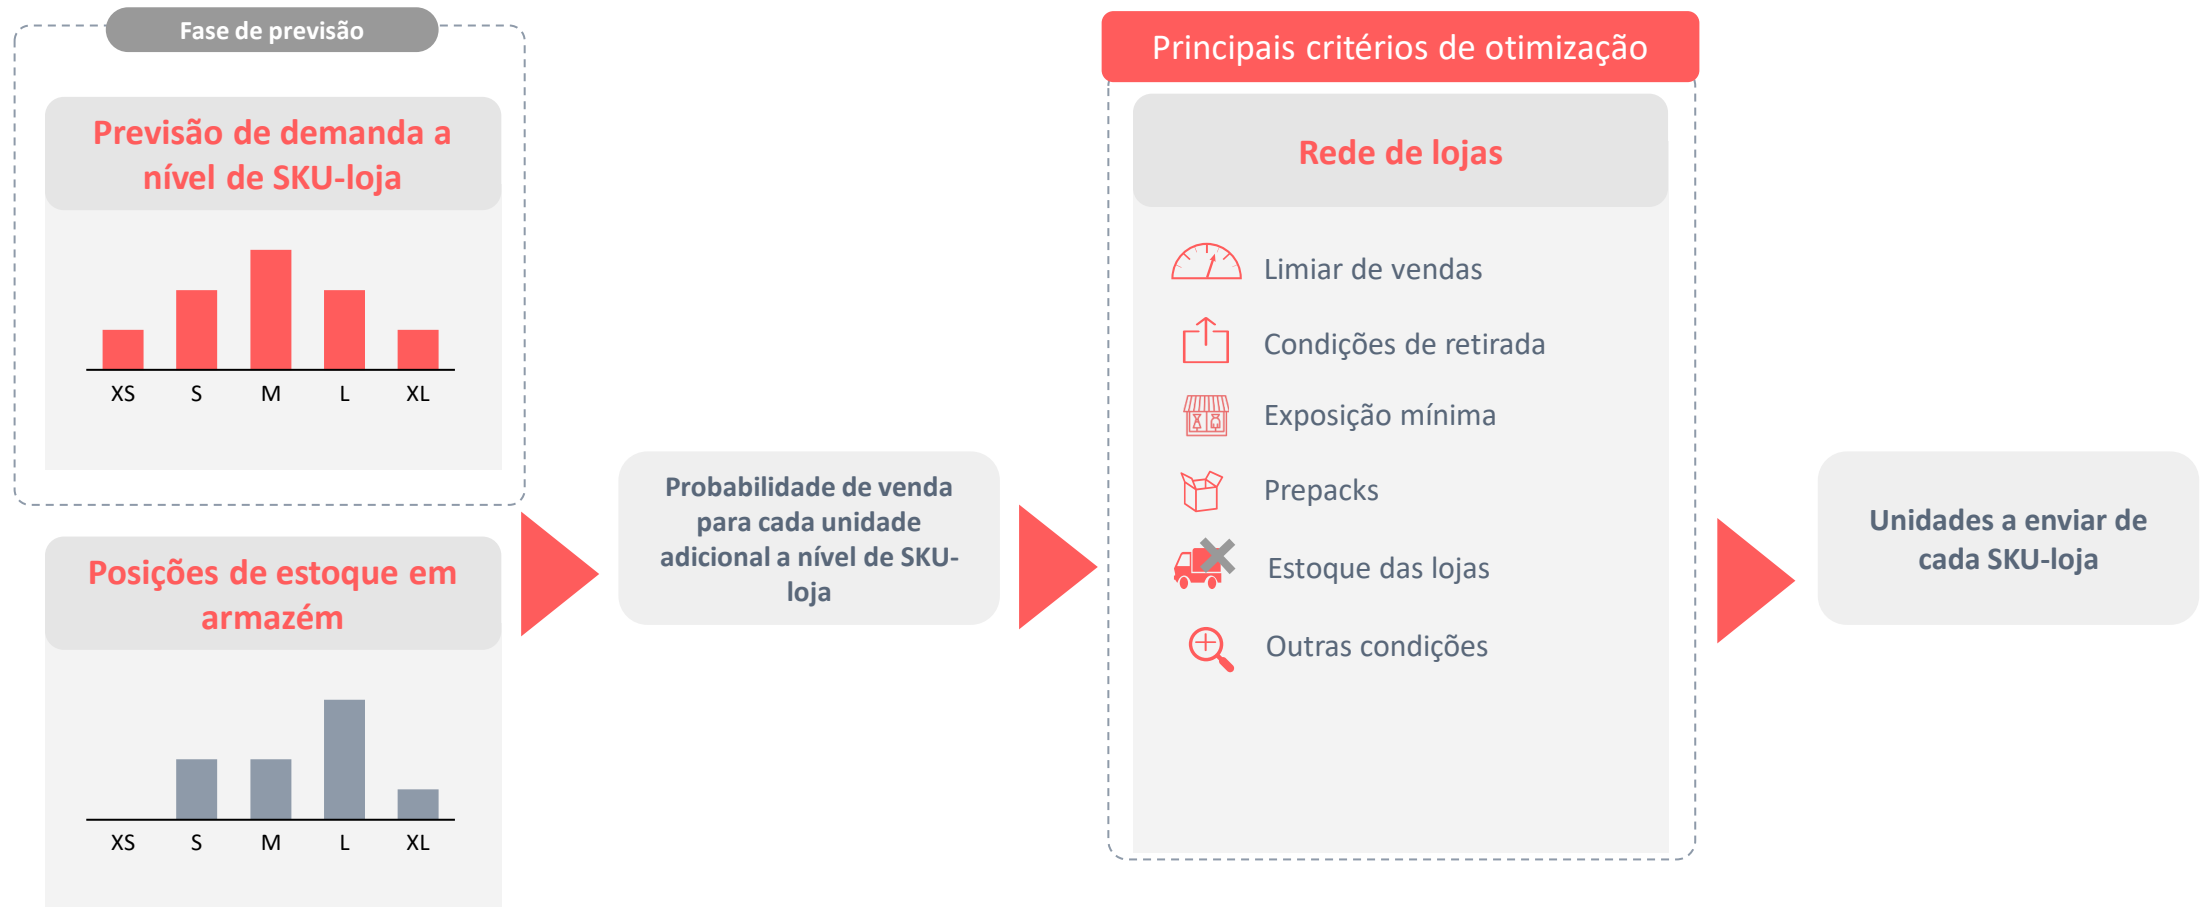 Fase de previsão
Previsão de demanda a
nível de SKU-loja
XS S M L XL
Posições de estoque em
armazém
XS S M L XL
Probabilidade de venda
para cada unidade
adicional a nível de SKU-
loja
Principais critérios de otimização
Rede de lojas
Limiar de vendas
Condições de retirada
Exposição mínima
Prepacks
Estoque das lojas
Outras condições
Unidades a enviar de
cada SKU-loja